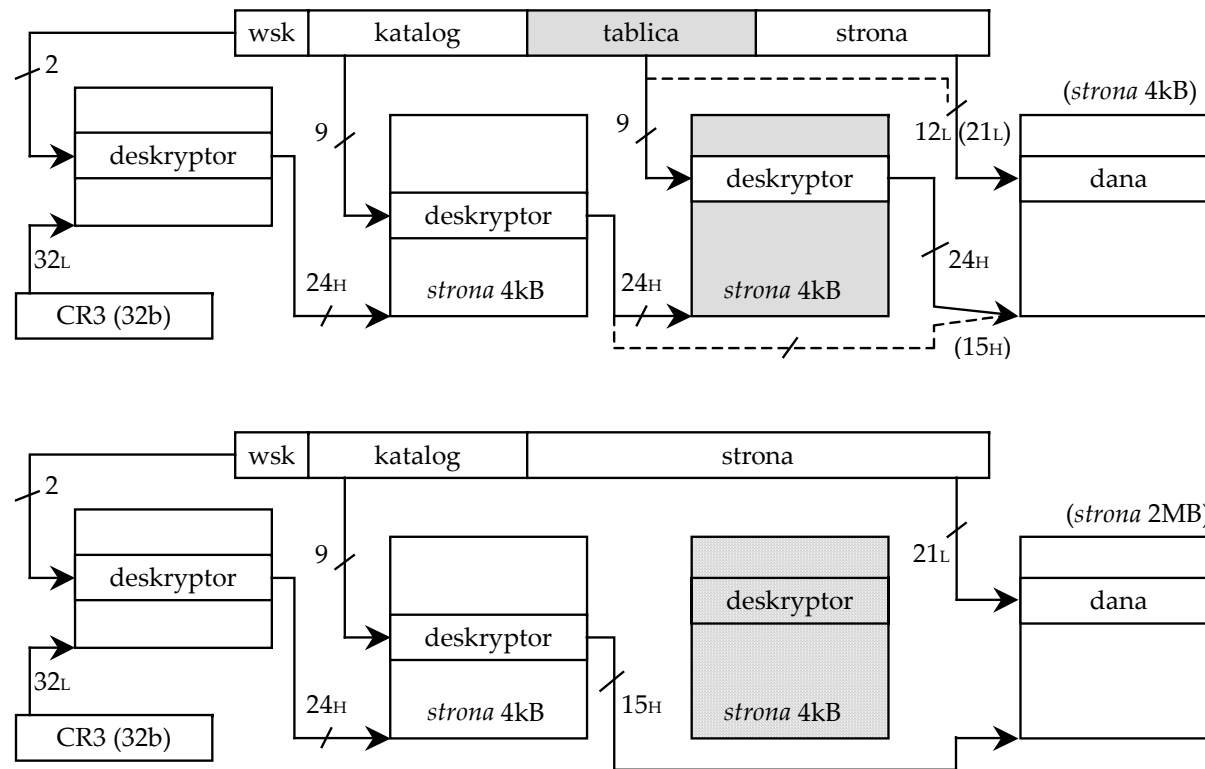 wsk katalog tablica strona
2
(strona 4kB)
9
9
12L (21L)
deskryptor
deskryptor
dana
deskryptor
32L
24H
24H
24H
strona 4kB
strona 4kB
CR3 (32b)
(15H)
wsk katalog strona
2
(strona 2MB)
9
21L
deskryptor
deskryptor
dana
deskryptor
32L
24H
15H
strona 4kB
strona 4kB
CR3 (32b)